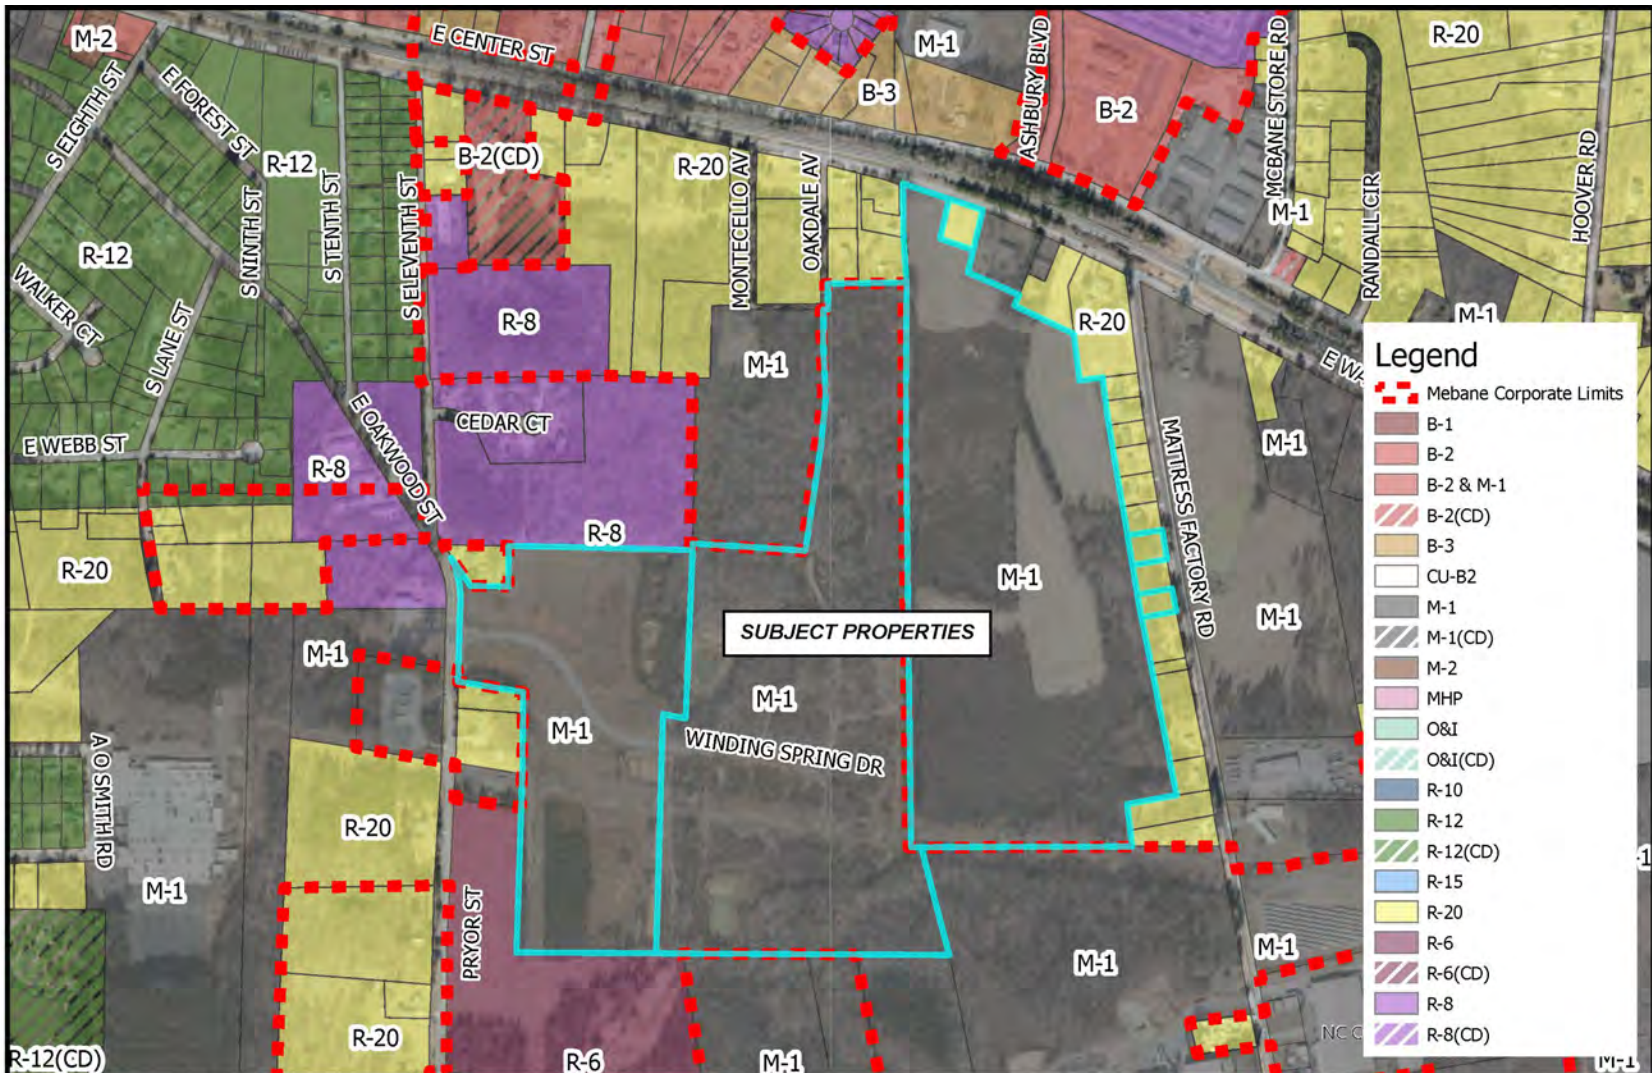 M-2
E CENTER ST
M-1
ASHBURY BLVD
MCBANE STORE RD
R-20
S EIGHTH ST
E FOREST ST
R-12
S TENTH ST
B-2(CD)
R-20
B-3
B-2
HOOVER RD
R-12
S NINTH ST
S ELEVENTH ST
MONTECELLO AV
OAKDALE AV
M-1
RANDALL CIR
WALKER CT
S LANE ST
R-8
M-1
R-20
M-1
E WA
E WEBB ST
R-8
E OAKWOOD ST
CEDAR CT
M-1
MATTRESS FACTORY RD
R-20
R-8
M-1
M-1
M-1
SUBJECT PROPERTIES
M-1
M-1
WINDING SPRING DR
A O SMITH RD
R-20
M-1
PRYOR ST
M-1
M-1
R-12(CD)
R-20
R-6
M-1
NC C
M-1
-1
Legend
Mebane Corporate Limits
B-1
B-2
B-2 & M-1
B-2(CD)
B-3
CU-B2
M-1
M-1(CD)
M-2
MHP
O&I
O&I(CD)
R-10
R-12
R-12(CD)
R-15
R-20
R-6
R-6(CD)
R-8
R-8(CD)